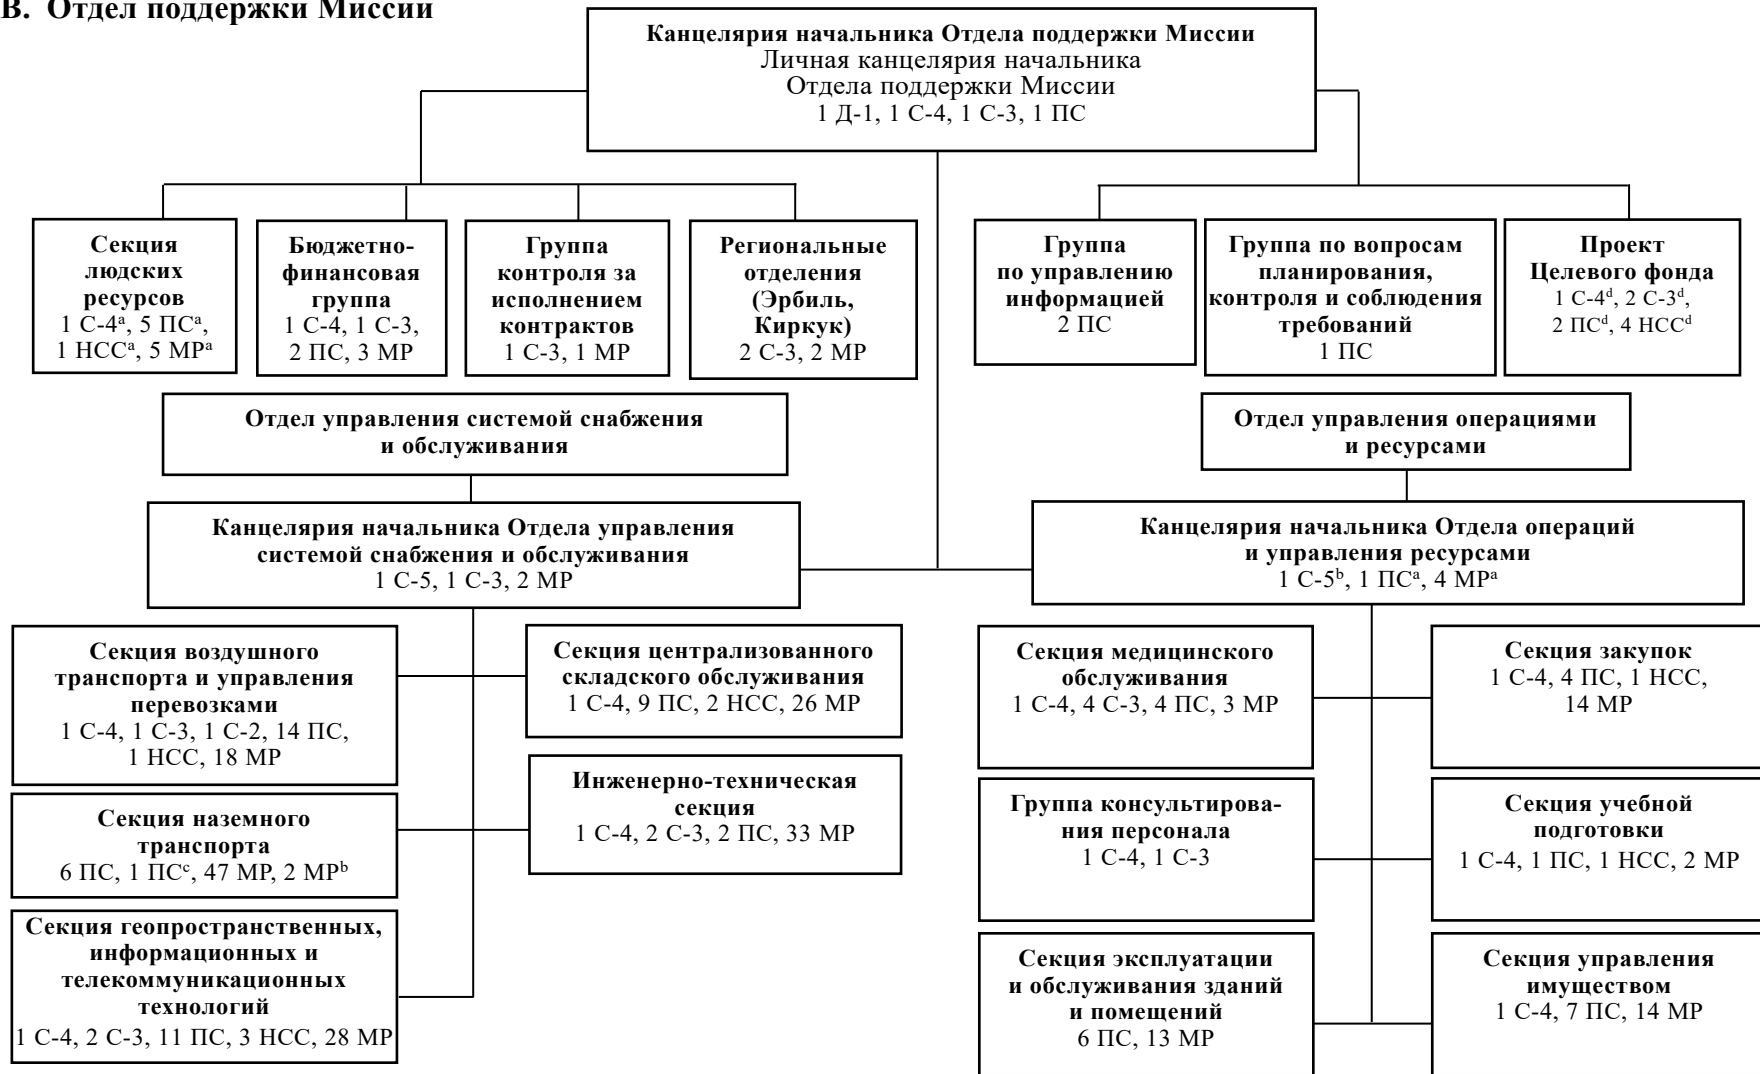 В. Отдел поддержки Миссии
Канцелярия начальника Отдела поддержки Миссии
Личная канцелярия начальника
Отдела поддержки Миссии
1 Д-1, 1 С-4, 1 С-3, 1 ПС
Секция
людских
ресурсов
1 С-4ᵃ, 5 ПСᵃ,
1 НССᵃ, 5 МРᵃ
Бюджетно-
финансовая
группа
1 С-4, 1 С-3,
2 ПС, 3 МР
Группа
контроля за
исполнением
контрактов
1 С-3, 1 МР
Региональные
отделения
(Эрбиль,
Киркук)
2 С-3, 2 МР
Группа
по управлению
информацией
2 ПС
Группа по вопросам
планирования,
контроля и соблюдения
требований
1 ПС
Проект
Целевого фонда
1 С-4ᵈ, 2 С-3ᵈ,
2 ПСᵈ, 4 НССᵈ
Отдел управления системой снабжения
и обслуживания
Отдел управления операциями
и ресурсами
Канцелярия начальника Отдела управления
системой снабжения и обслуживания
1 С-5, 1 С-3, 2 МР
Канцелярия начальника Отдела операций
и управления ресурсами
1 С-5ᵇ, 1 ПСᵃ, 4 МРᵃ
Секция воздушного
транспорта и управления
перевозками
1 С-4, 1 С-3, 1 С-2, 14 ПС,
1 НСС, 18 МР
Секция централизованного
складского обслуживания
1 С-4, 9 ПС, 2 НСС, 26 МР
Секция наземного
транспорта
6 ПС, 1 ПСᶜ, 47 МР, 2 МРᵇ
Инженерно-техническая
секция
1 С-4, 2 С-3, 2 ПС, 33 МР
Секция геопространственных,
информационных и
телекоммуникационных
технологий
1 С-4, 2 С-3, 11 ПС, 3 НСС, 28 МР
Секция медицинского
обслуживания
1 С-4, 4 С-3, 4 ПС, 3 МР
Секция закупок
1 С-4, 4 ПС, 1 НСС,
14 МР
Группа консультирова-
ния персонала
1 С-4, 1 С-3
Секция учебной
подготовки
1 С-4, 1 ПС, 1 НСС, 2 МР
Секция эксплуатации
и обслуживания зданий
и помещений
6 ПС, 13 МР
Секция управления
имуществом
1 С-4, 7 ПС, 14 МР